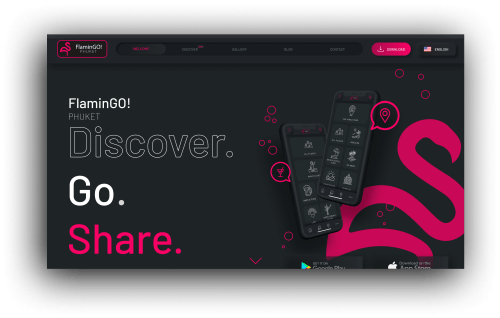 FlaminGO!
PHUKET
WELCOME
DISCOVER
GALLERY
BLOG
CONTACT
DOWNLOAD
ENGLISH
FlaminGO!
PHUKET
Discover.
Go.
Share.
GET IT ON
Google Play
Download on the
App Store